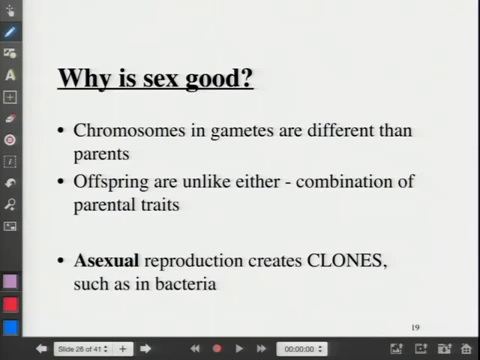 Why is sex good?
• Chromosomes in gametes are different than
parents
• Offspring are unlike either - combination of
parental traits
• Asexual reproduction creates CLONES,
such as in bacteria
19
Slide 26 of 41
00:00:00